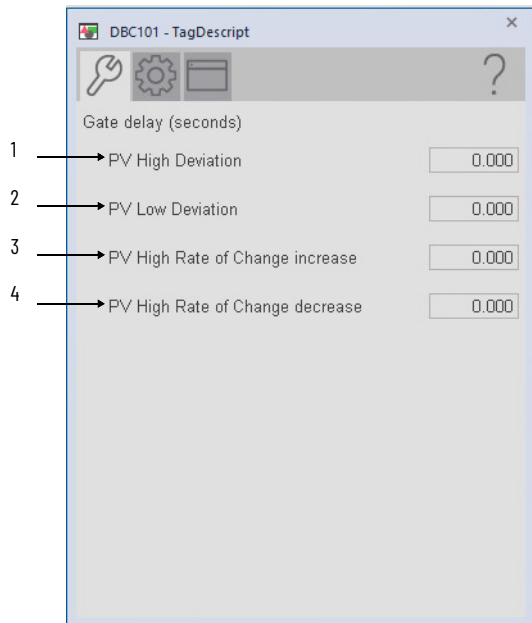 DBC101 - TagDescript
Gate delay (seconds)
1 PV High Deviation 0.000
2 PV Low Deviation 0.000
3 PV High Rate of Change increase 0.000
4 PV High Rate of Change decrease 0.000